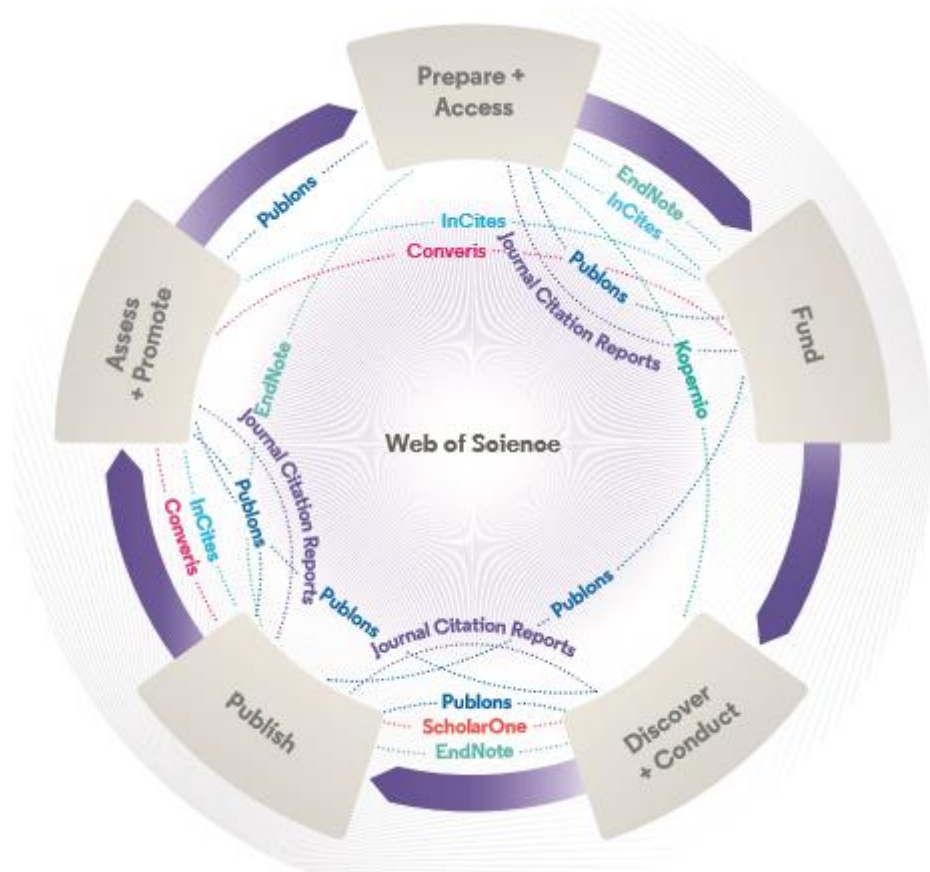 Prepare +
Access
EndNote
InCites
Publons
InCites
Converis
Publons
Journal Citation Reports
Assess
+ Promote
Fund
EndNote
Kopernio
Journal Citation Reports
Web of Science
Publons
InCites
Converis
Publons
Publons
Journal Citation Reports
Publons
ScholarOne
EndNote
Publish
Discover
+ Conduct